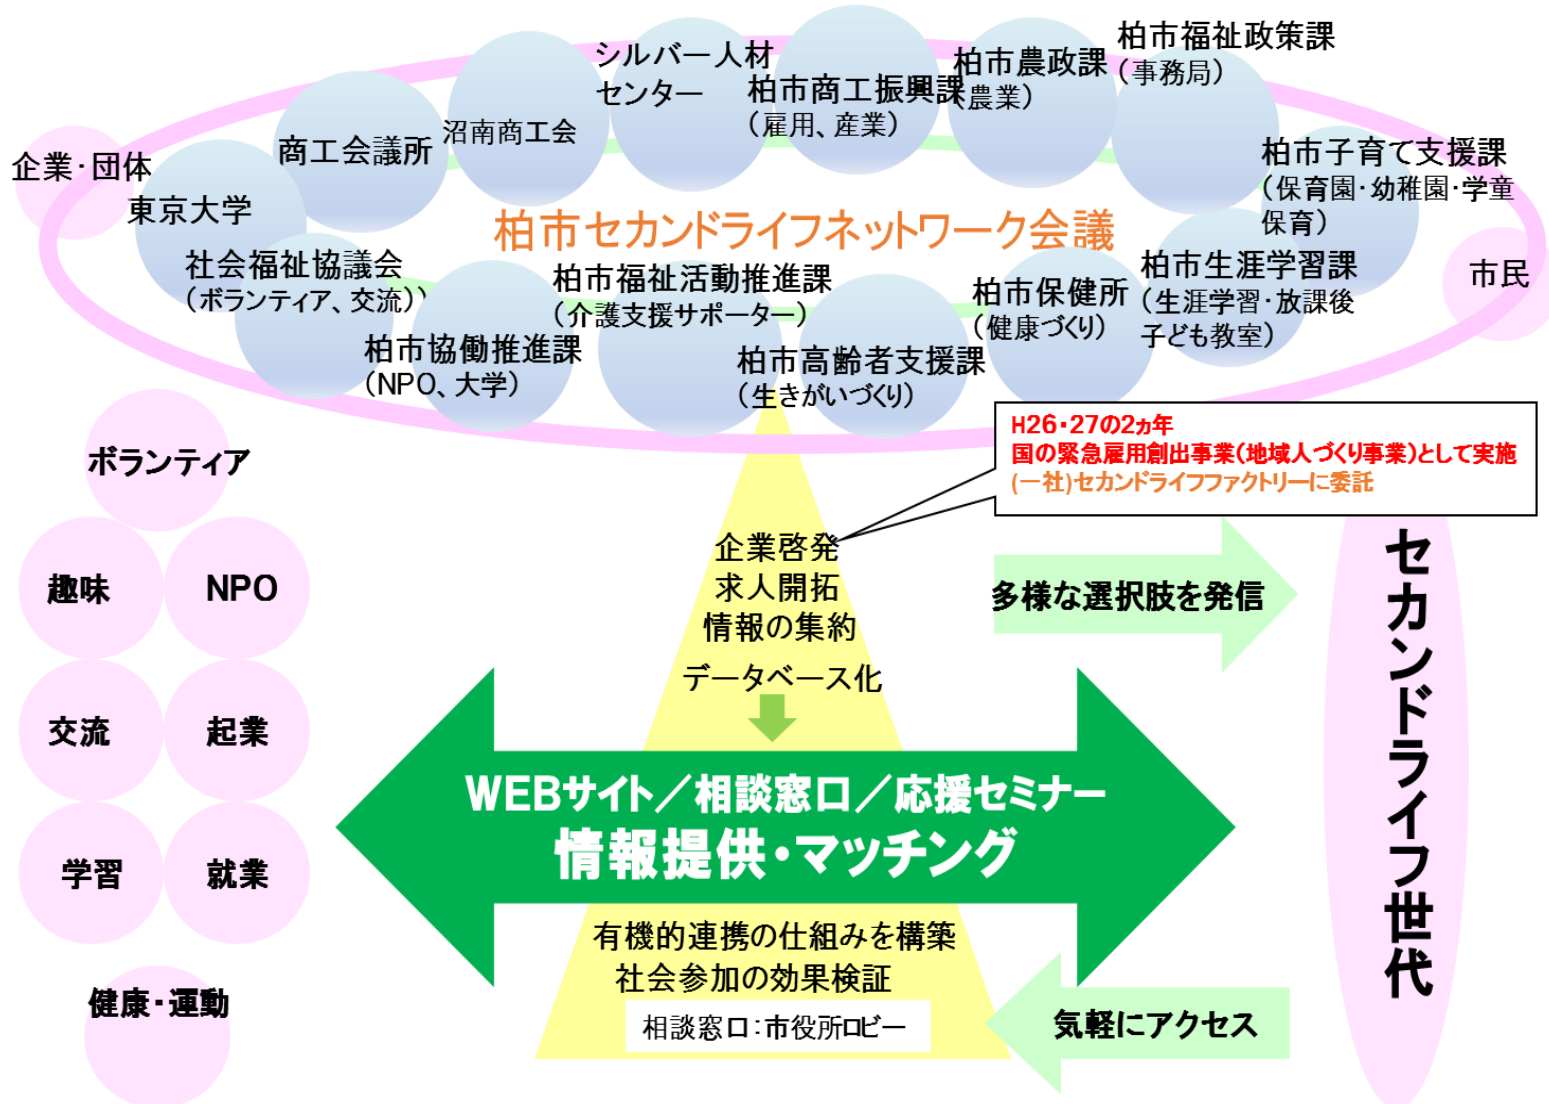 シルバー人材
センター
柏市商工振興課
（雇用、産業）
柏市農政課
（農業）
柏市福祉政策課
（事務局）
沼南商工会
商工会議所
企業・団体
東京大学
柏市子育て支援課
（保育園・幼稚園・学童
保育）
柏市セカンドライフネットワーク会議
社会福祉協議会
（ボランティア、交流））
柏市協働推進課
（NPO、大学）
柏市福祉活動推進課
（介護支援サポーター）
柏市高齢者支援課
（生きがいづくり）
柏市保健所
（健康づくり）
柏市生涯学習課
（生涯学習・放課後
子ども教室）
市民
H26・27の2ヵ年
国の緊急雇用創出事業（地域人づくり事業）として実施
(一社)セカンドライフファクトリーに委託
ボランティア
趣味
NPO
交流
起業
学習
就業
健康・運動
企業啓発
求人開拓
情報の集約
データベース化
多様な選択肢を発信
WEBサイト／相談窓口／応援セミナー
情報提供・マッチング
有機的連携の仕組みを構築
社会参加の効果検証
相談窓口：市役所ロビー
気軽にアクセス
セカンドライフ世代